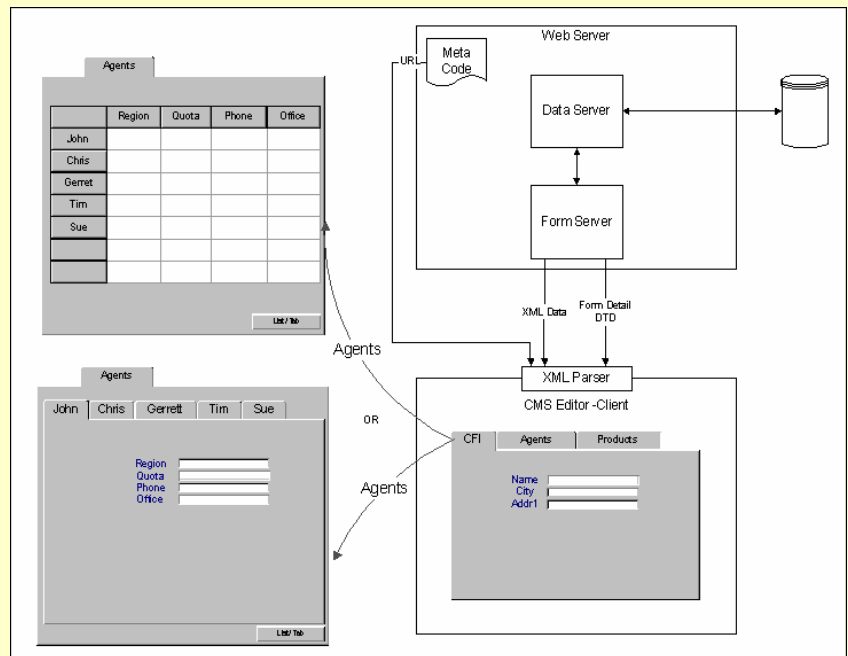 Agents
Region Quota Phone Office
John
Chris
Gerret
Tim
Sue
List / Tab
Agents
John Chris Gerrett Tim Sue
Region
Quota
Phone
Office
List / Tab
Agents
OR
Agents
Web Server
URL
Meta
Code
Data Server
Form Server
XML Data
Form Detail
DTD
XML Parser
CMS Editor -Client
CFI Agents Products
Name
City
Addr1